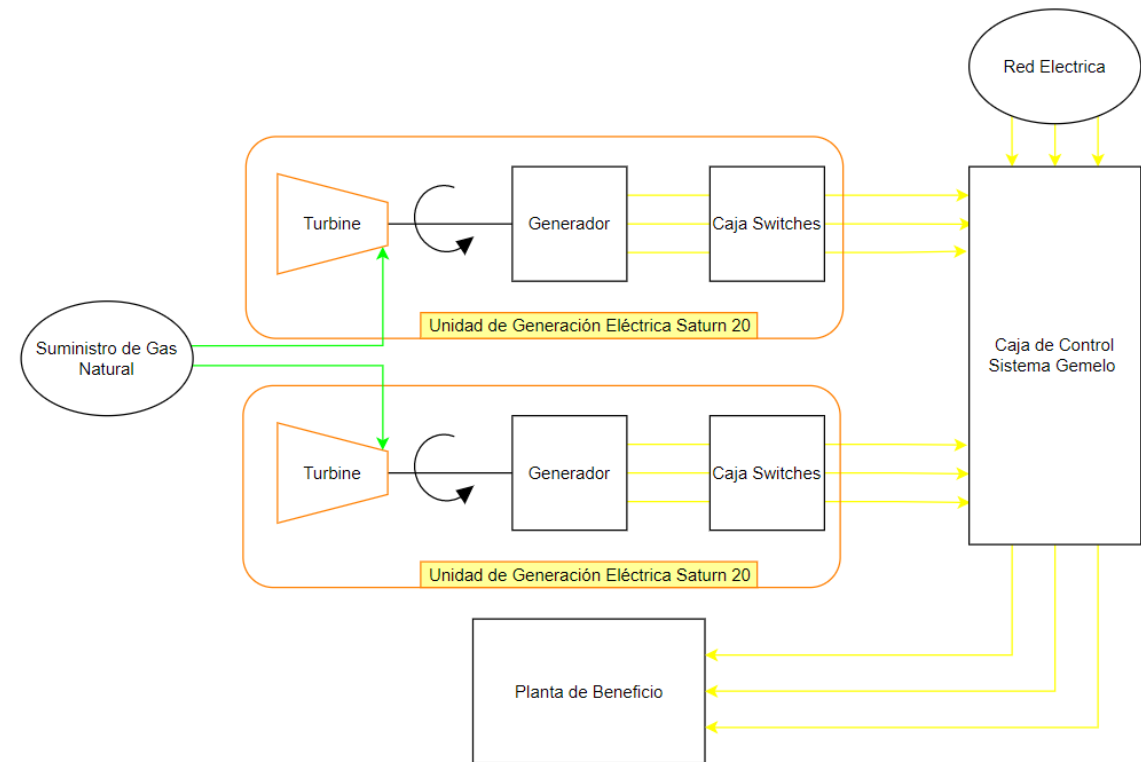 Red Electrica
Turbine
Generador
Caja Switches
Unidad de Generación Eléctrica Saturn 20
Suministro de Gas
Natural
Caja de Control
Sistema Gemelo
Turbine
Generador
Caja Switches
Unidad de Generación Eléctrica Saturn 20
Planta de Beneficio